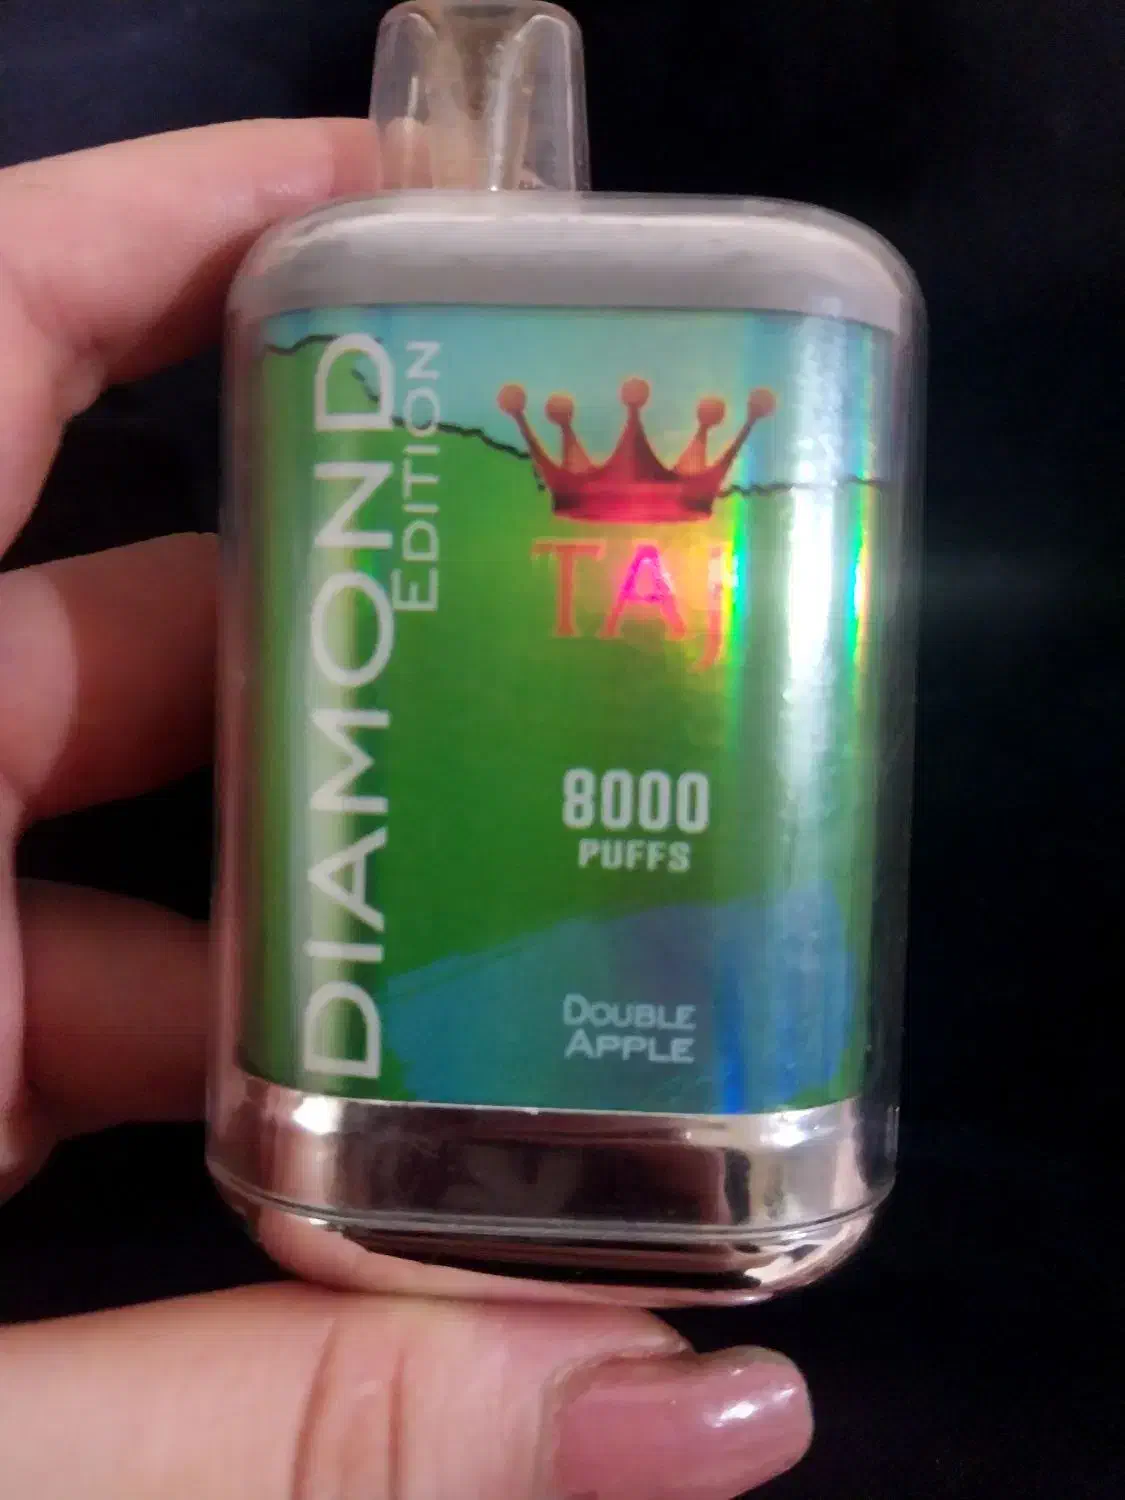 DIAMOND
EDITION
TAJ
8000
PUFFS
DOUBLE
APPLE